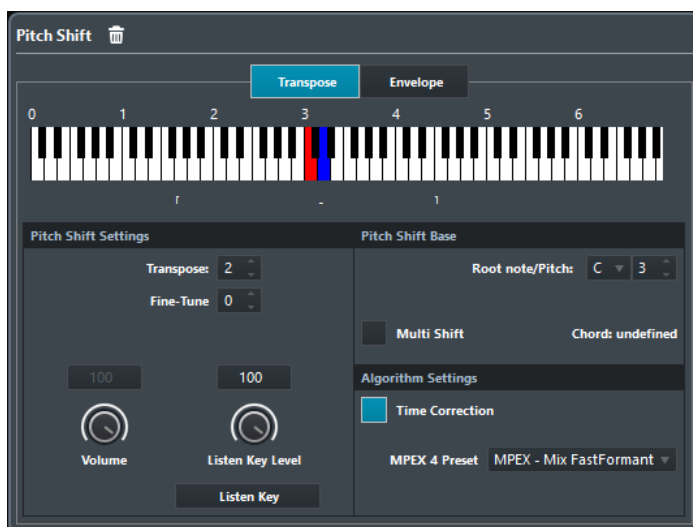 Pitch Shift
Transpose Envelope
0 1 2 3 4 5 6
Pitch Shift Settings
Transpose: 2
Fine-Tune 0
100 100
Volume Listen Key Level
Listen Key
Pitch Shift Base
Root note/Pitch: C 3
Multi Shift Chord: undefined
Algorithm Settings
Time Correction
MPEX 4 Preset MPEX - Mix FastFormant